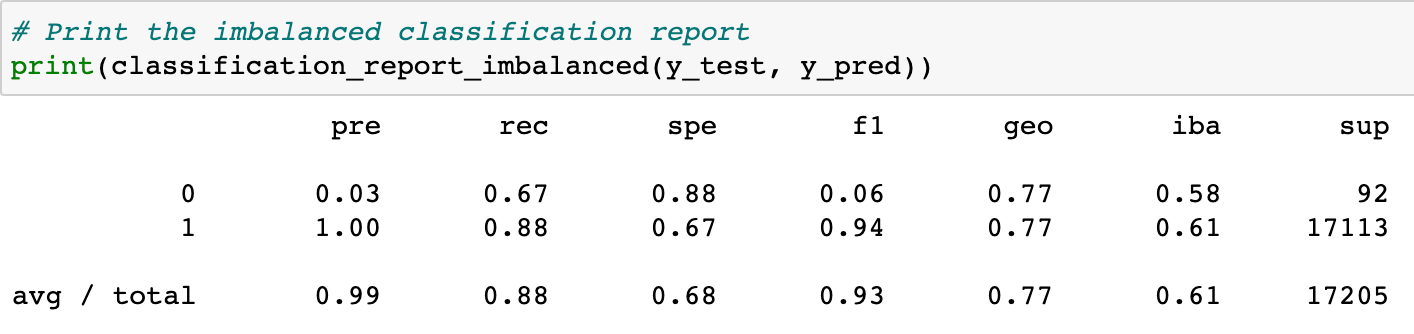 # Print the imbalanced classification report
print(classification_report_imbalanced(y_test, y_pred))
pre rec spe f1 geo iba sup
0 0.03 0.67 0.88 0.06 0.77 0.58 92
1 1.00 0.88 0.67 0.94 0.77 0.61 17113
avg / total 0.99 0.88 0.68 0.93 0.77 0.61 17205